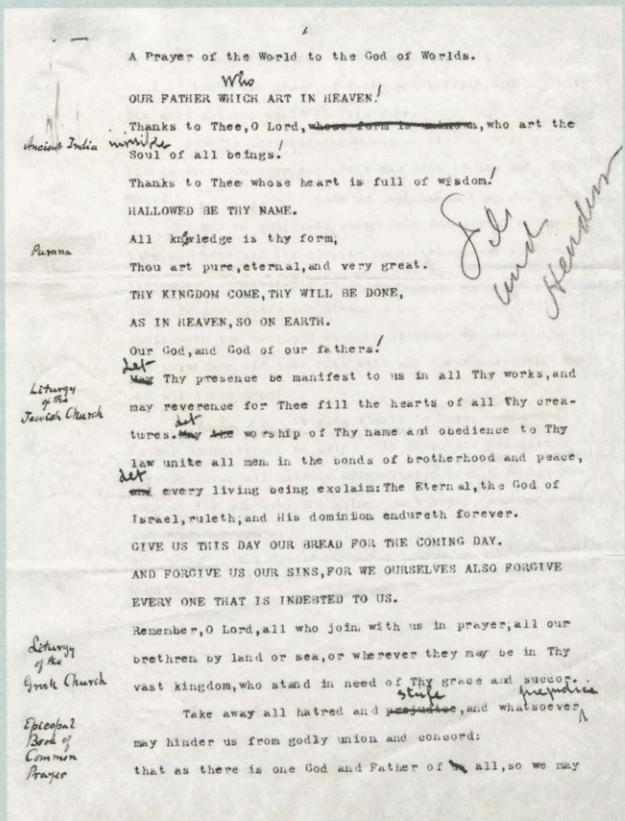 A Prayer of the World to the God of Worlds.
Who
OUR FATHER WHICH ART IN HEAVEN!
Thanks to Thee, O Lord, whose form is unknown, who art the
Ancient India invisible
Soul of all beings!
Thanks to Thee whose heart is full of wisdom!
HALLOWED BE THY NAME.
All knowledge is thy form,
Purana
Thou art pure, eternal, and very great.
THY KINGDOM COME, THY WILL BE DONE,
AS IN HEAVEN, SO ON EARTH.
Our God, and God of our fathers!
Let
May Thy presence be manifest to us in all Thy works, and
Liturgy
of the
Jewish Church
may reverence for Thee fill the hearts of all Thy crea-
let
tures. May the worship of Thy name and obedience to Thy
law unite all men in the bonds of brotherhood and peace,
let
and every living being exclaim: The Eternal, the God of
Israel, ruleth; and His dominion endureth forever.
GIVE US THIS DAY OUR BREAD FOR THE COMING DAY.
AND FORGIVE US OUR SINS, FOR WE OURSELVES ALSO FORGIVE
EVERY ONE THAT IS INDEBTED TO US.
Remember, O Lord, all who join with us in prayer; all our
Liturgy
of the
Greek Church
brethren by land or sea, or wherever they may be in Thy
vast kingdom, who stand in need of Thy grace and succor.
strife prejudice
Take away all hatred and prejudice, and whatsoever
Episcopal
Book of
Common
Prayer
may hinder us from godly union and concord:
that as there is one God and Father of all, so we may